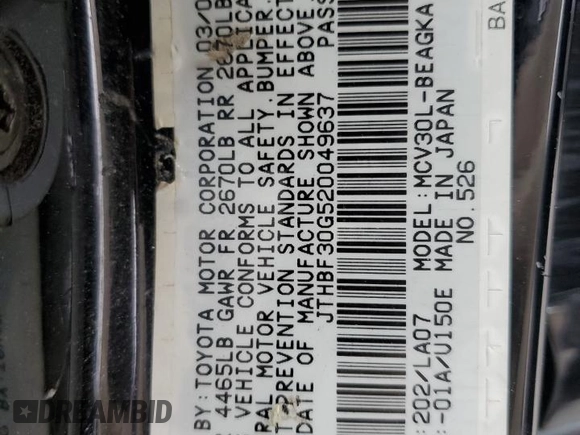 BY: TOYOTA MOTOR CORPORATION 03/0
4465LB GAWR FR 2670LB RR 2670LB
VEHICLE CONFORMS TO ALL APPLICA
RAL MOTOR VEHICLE SAFETY, BUMPER,
PREVENTION STANDARDS IN EFFECT
DATE OF MANUFACTURE SHOWN ABOVE.
JTHBF30G520049637 PASS
202/LA07 MODEL: MCV30L-BEAGKA
-01A/U150E MADE IN JAPAN
NO. 526
BA
DREAMBID